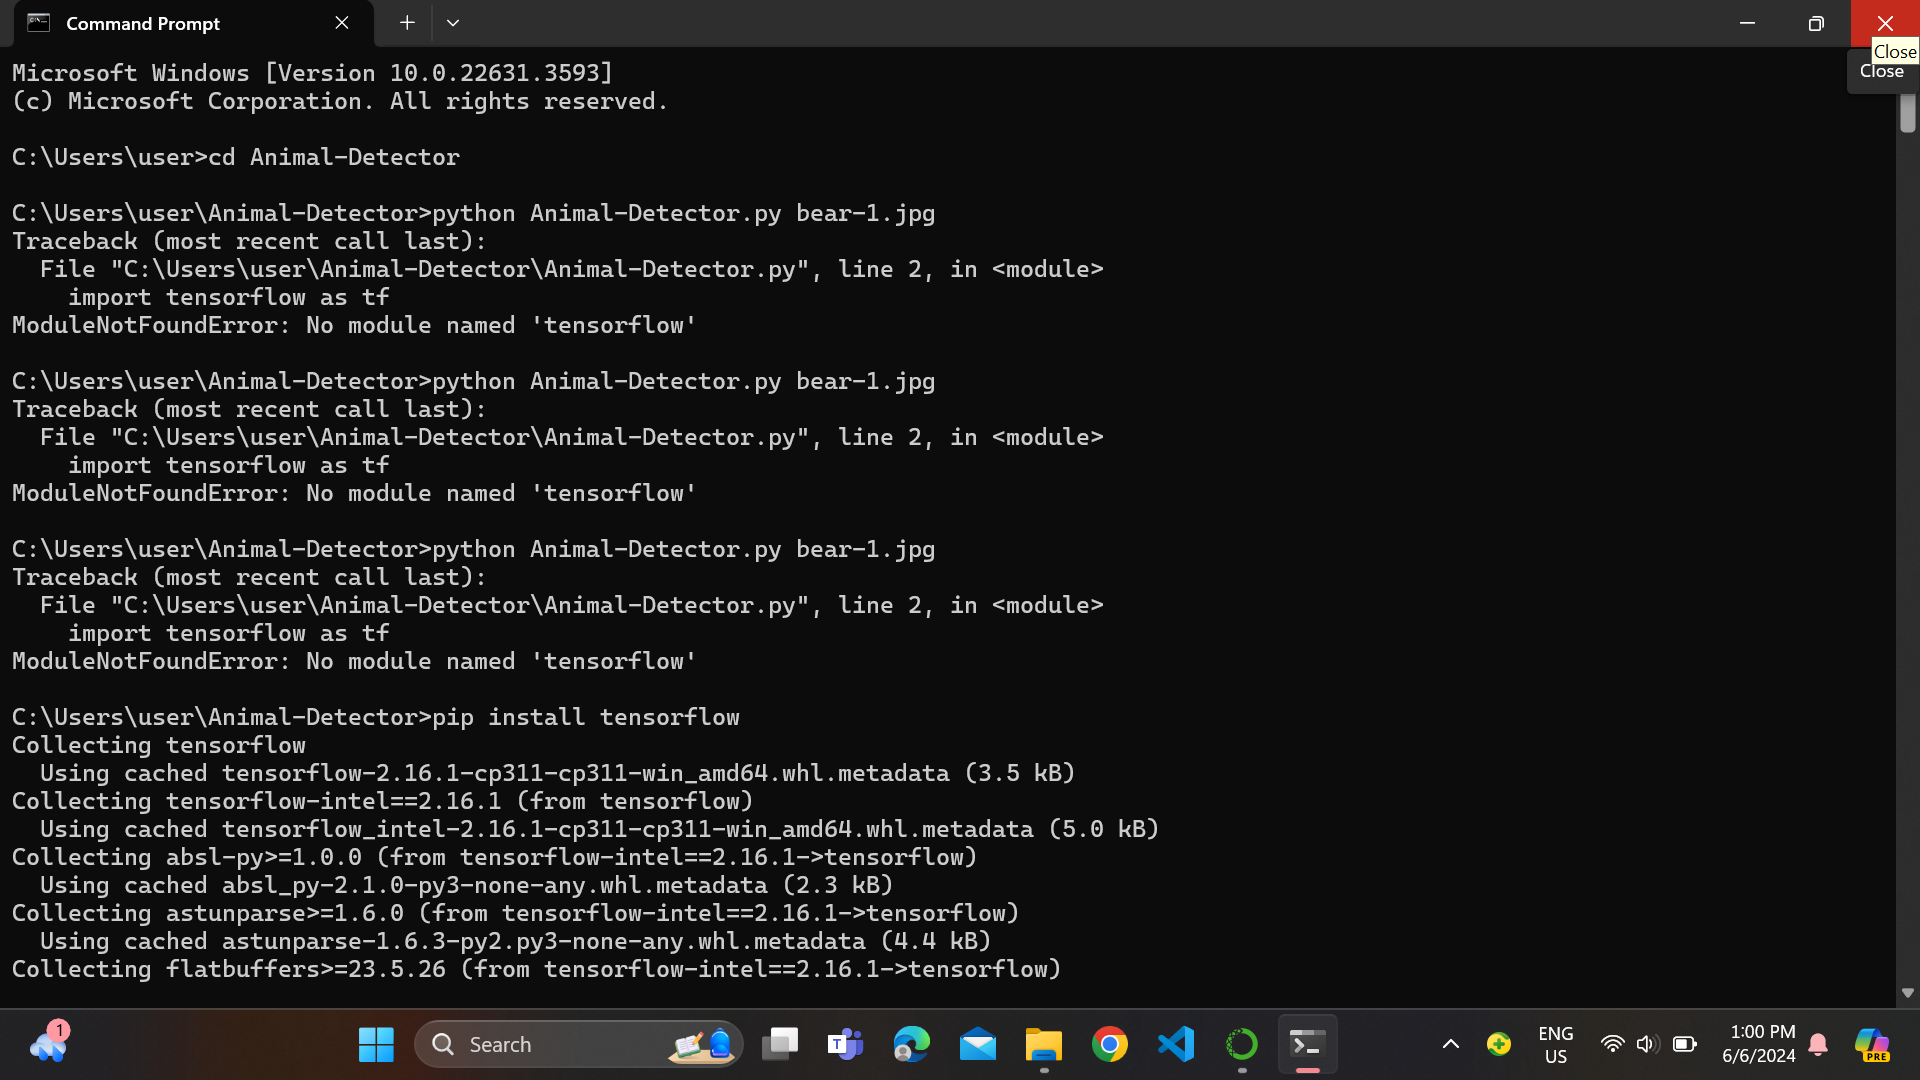 Command Prompt
Close
Close
Microsoft Windows [Version 10.0.22631.3593]
(c) Microsoft Corporation. All rights reserved.
C:\Users\user>cd Animal-Detector
C:\Users\user\Animal-Detector>python Animal-Detector.py bear-1.jpg
Traceback (most recent call last):
  File "C:\Users\user\Animal-Detector\Animal-Detector.py", line 2, in <module>
    import tensorflow as tf
ModuleNotFoundError: No module named 'tensorflow'
C:\Users\user\Animal-Detector>python Animal-Detector.py bear-1.jpg
Traceback (most recent call last):
  File "C:\Users\user\Animal-Detector\Animal-Detector.py", line 2, in <module>
    import tensorflow as tf
ModuleNotFoundError: No module named 'tensorflow'
C:\Users\user\Animal-Detector>python Animal-Detector.py bear-1.jpg
Traceback (most recent call last):
  File "C:\Users\user\Animal-Detector\Animal-Detector.py", line 2, in <module>
    import tensorflow as tf
ModuleNotFoundError: No module named 'tensorflow'
C:\Users\user\Animal-Detector>pip install tensorflow
Collecting tensorflow
  Using cached tensorflow-2.16.1-cp311-cp311-win_amd64.whl.metadata (3.5 kB)
Collecting tensorflow-intel==2.16.1 (from tensorflow)
  Using cached tensorflow_intel-2.16.1-cp311-cp311-win_amd64.whl.metadata (5.0 kB)
Collecting absl-py>=1.0.0 (from tensorflow-intel==2.16.1->tensorflow)
  Using cached absl_py-2.1.0-py3-none-any.whl.metadata (2.3 kB)
Collecting astunparse>=1.6.0 (from tensorflow-intel==2.16.1->tensorflow)
  Using cached astunparse-1.6.3-py2.py3-none-any.whl.metadata (4.4 kB)
Collecting flatbuffers>=23.5.26 (from tensorflow-intel==2.16.1->tensorflow)
1
Search
T
ENG
US
1:00 PM
6/6/2024
PRE